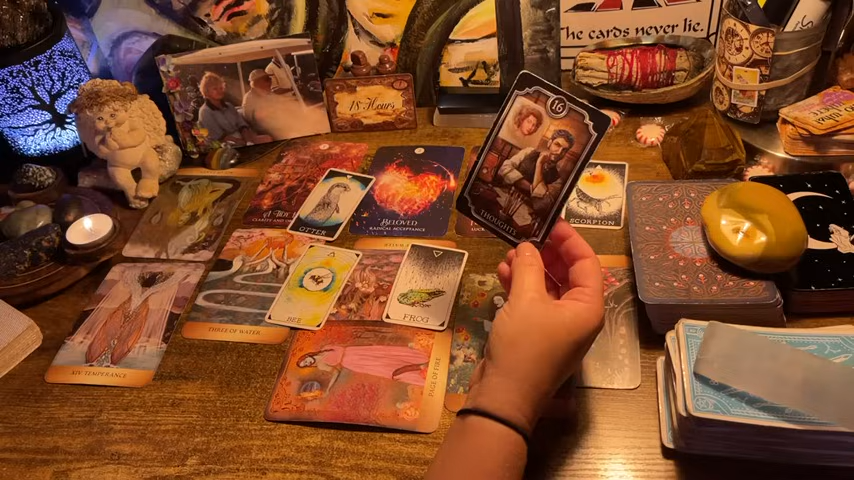 The cards never lie.
18 Hours
16
THOUGHTS
SCORPION
OTTER
BELOVED
RADICAL ACCEPTANCE
BEE
FROG
THREE OF WATER
XIV TEMPERANCE
PAGE OF FIRE